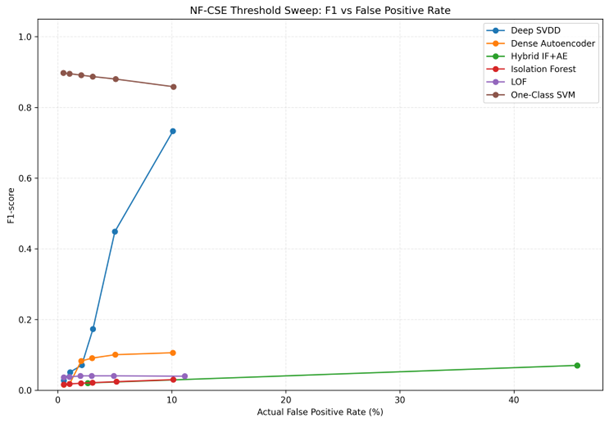 NF-CSE Threshold Sweep: F1 vs False Positive Rate
Deep SVDD
Dense Autoencoder
Hybrid IF+AE
Isolation Forest
LOF
One-Class SVM
F1-score
1.0
0.8
0.6
0.4
0.2
0.0
0
10
20
30
40
Actual False Positive Rate (%)